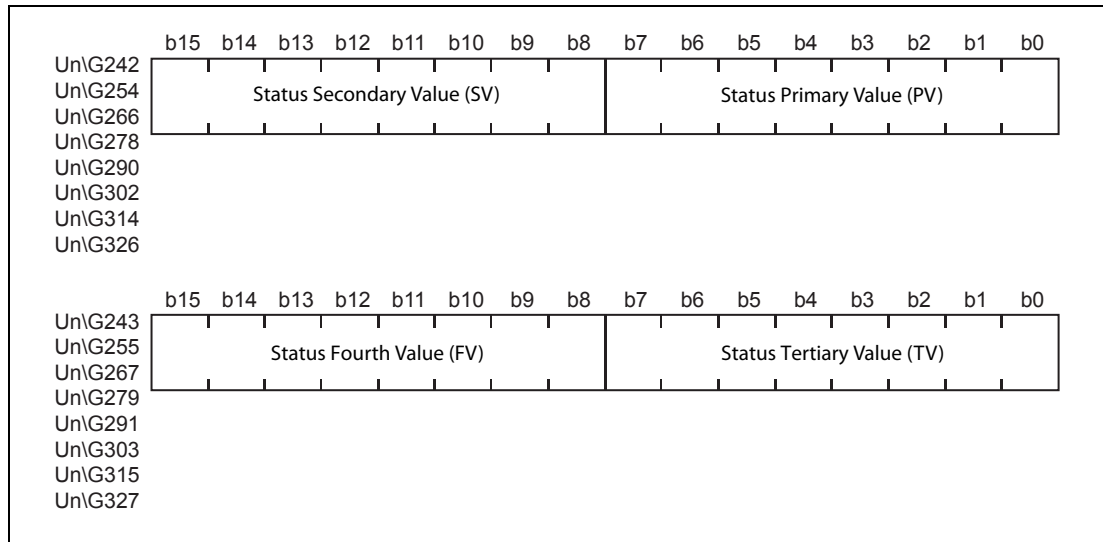 b15 b14 b13 b12 b11 b10 b9 b8 b7 b6 b5 b4 b3 b2 b1 b0
Un\G242
Un\G254
Un\G266
Un\G278
Un\G290
Un\G302
Un\G314
Un\G326
Status Secondary Value (SV) Status Primary Value (PV)
b15 b14 b13 b12 b11 b10 b9 b8 b7 b6 b5 b4 b3 b2 b1 b0
Un\G243
Un\G255
Un\G267
Un\G279
Un\G291
Un\G303
Un\G315
Un\G327
Status Fourth Value (FV) Status Tertiary Value (TV)